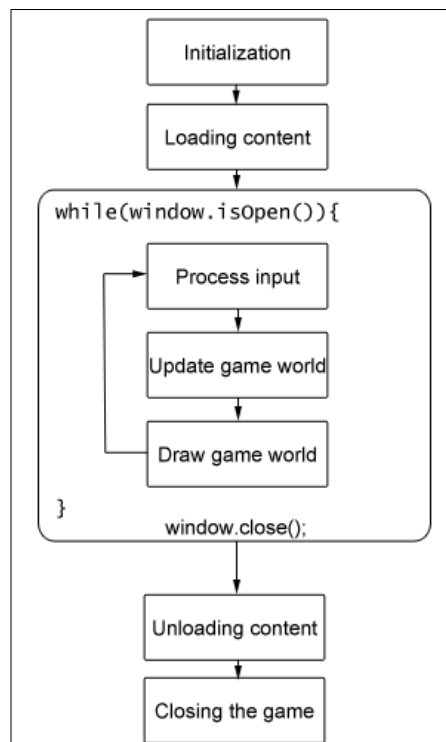 Initialization
Loading content
while(window.isOpen()){
Process input
Update game world
Draw game world
}
window.close();
Unloading content
Closing the game